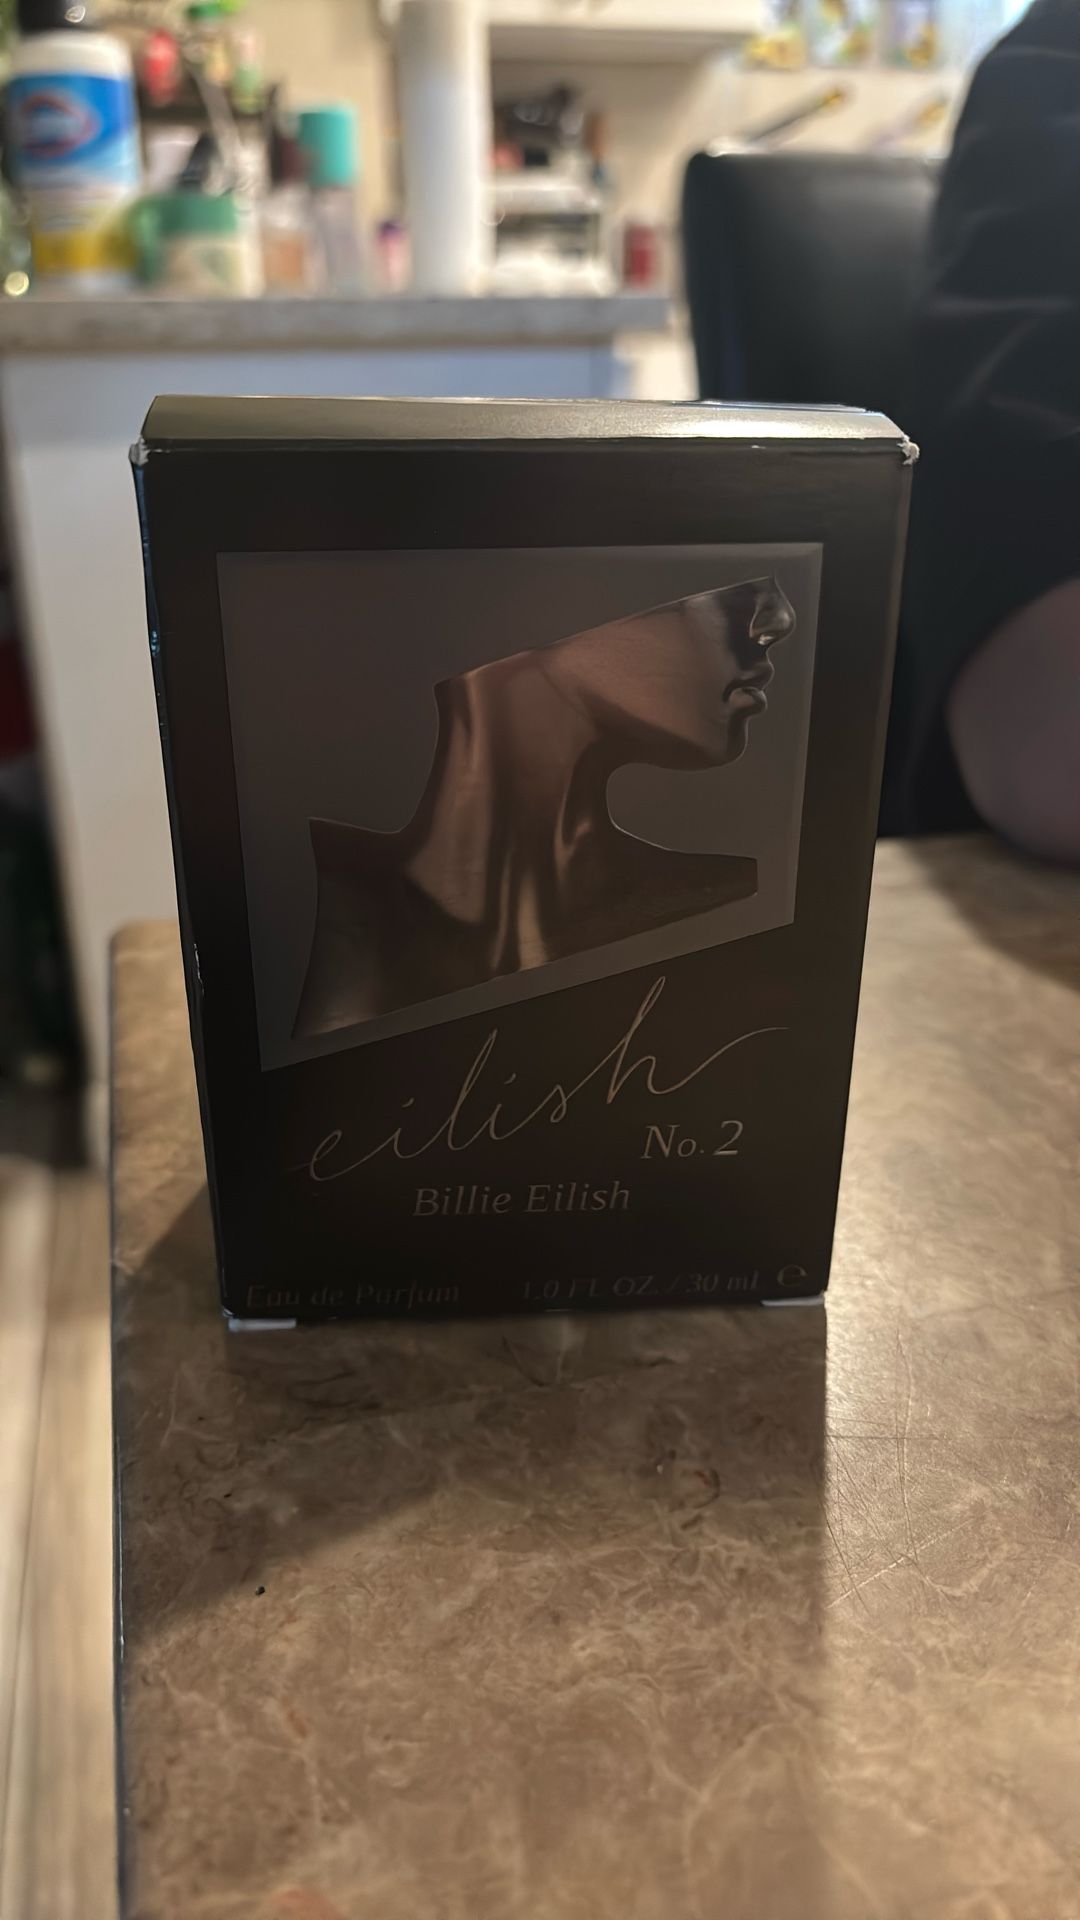 eilish
No. 2
Billie Eilish
Eau de Parfum 1.0 FL OZ. / 30 ml ℮